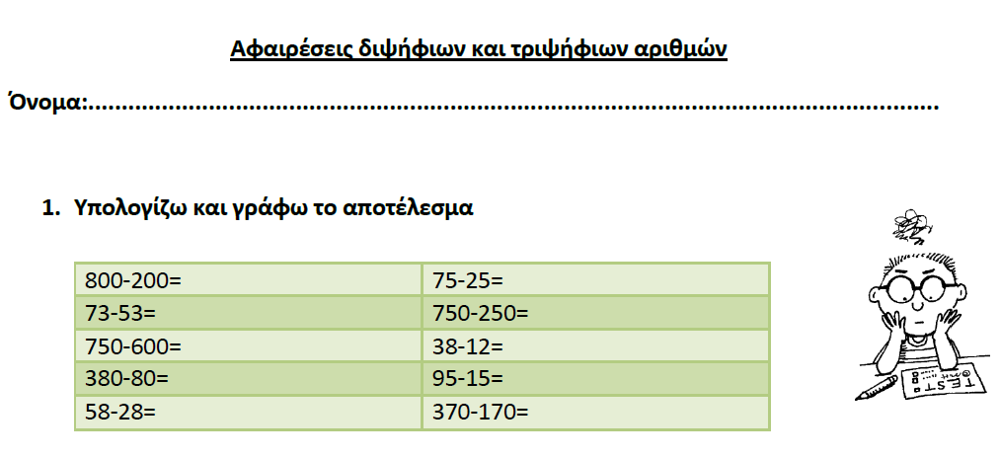 Αφαιρέσεις διψήφιων και τριψήφιων αριθμών
Όνομα:..........................................................................................................................
1. Υπολογίζω και γράφω το αποτέλεσμα
800-200= 75-25=
73-53= 750-250=
750-600= 38-12=
380-80= 95-15=
58-28= 370-170=
TEST